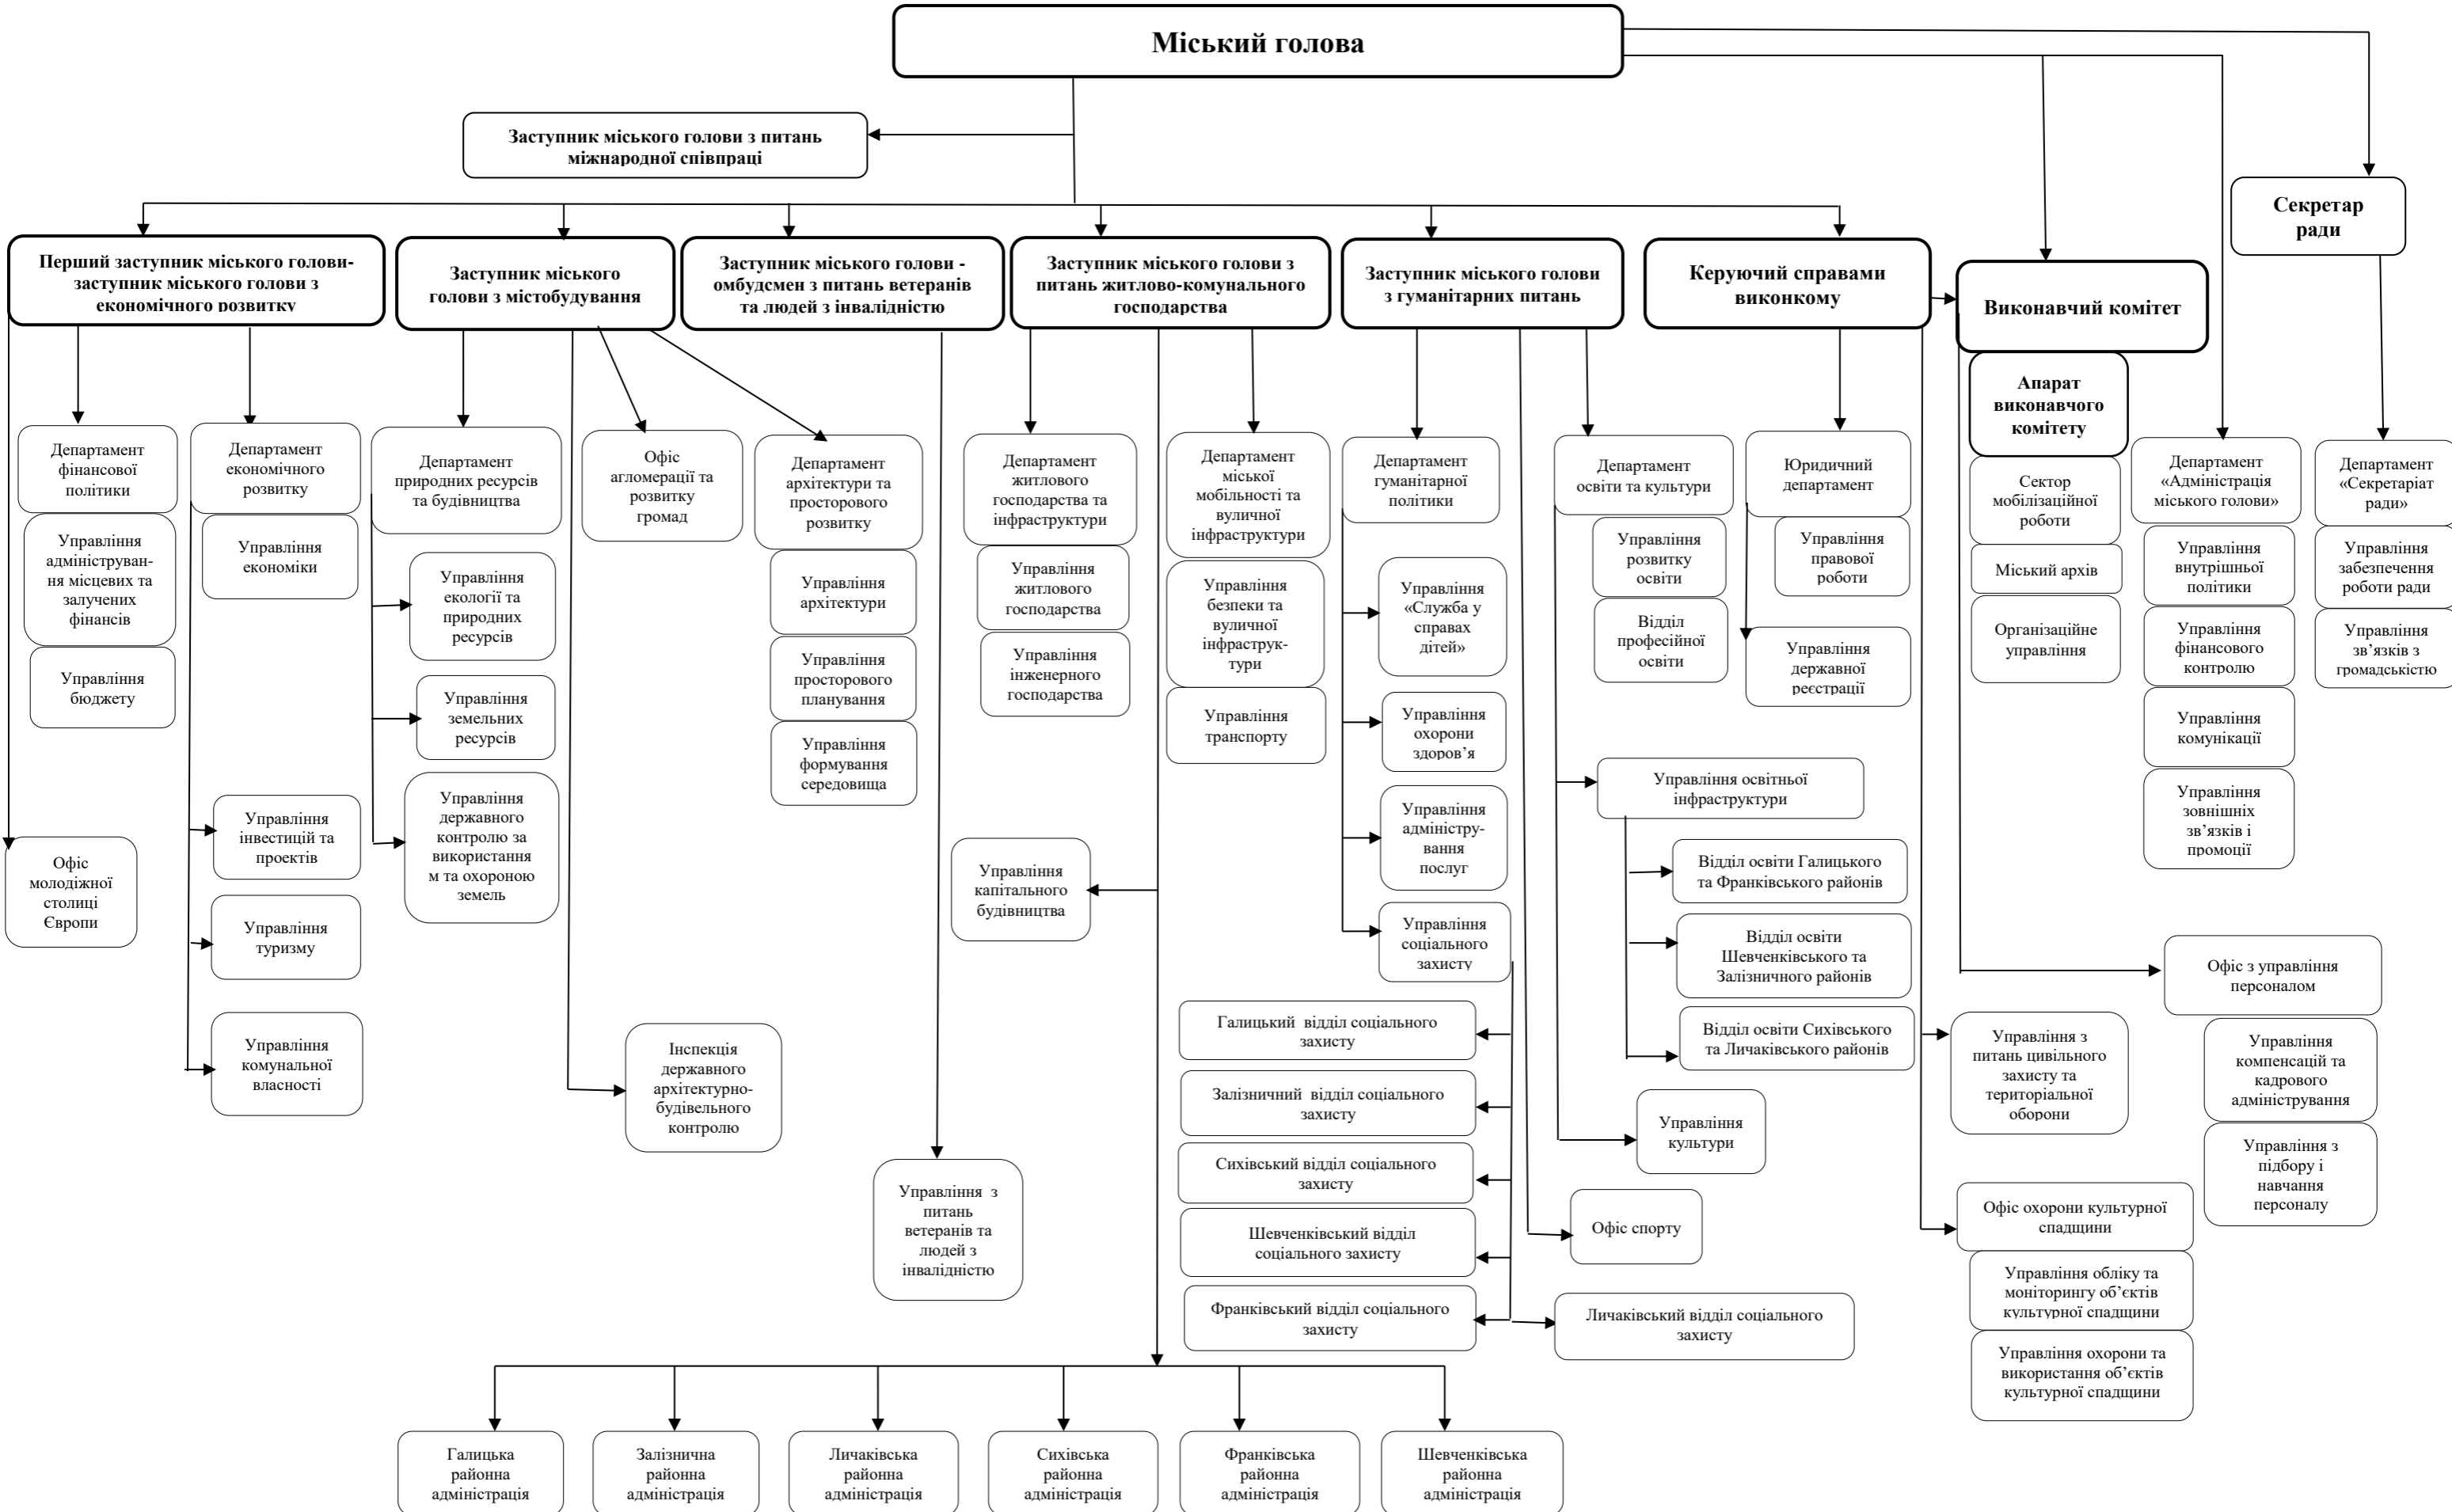 Міський голова
Заступник міського голови з питань
міжнародної співпраці
Секретар
ради
Перший заступник міського голови-
заступник міського голови з
економічного розвитку
Заступник міського
голови з містобудування
Заступник міського голови -
омбудсмен з питань ветеранів
та людей з інвалідністю
Заступник міського голови з
питань житлово-комунального
господарства
Заступник міського голови
з гуманітарних питань
Керуючий справами
виконкому
Виконавчий комітет
Апарат
виконавчого
комітету
Департамент
фінансової
політики
Управління
адмініструван-
ня місцевих та
залучених
фінансів
Управління
бюджету
Офіс
молодіжної
столиці
Європи
Департамент
економічного
розвитку
Управління
економіки
Управління
інвестицій та
проектів
Управління
туризму
Управління
комунальної
власності
Департамент
природних ресурсів
та будівництва
Управління
екології та
природних
ресурсів
Управління
земельних
ресурсів
Управління
державного
контролю за
використання
м та охороною
земель
Офіс
агломерації та
розвитку
громад
Інспекція
державного
архітектурно-
будівельного
контролю
Департамент
архітектури та
просторового
розвитку
Управління
архітектури
Управління
просторового
планування
Управління
формування
середовища
Управління  з
питань
ветеранів та
людей з
інвалідністю
Департамент
житлового
господарства та
інфраструктури
Управління
житлового
господарства
Управління
інженерного
господарства
Управління
капітального
будівництва
Департамент
міської
мобільності та
вуличної
інфраструктури
Управління
безпеки та
вуличної
інфраструк-
тури
Управління
транспорту
Департамент
гуманітарної
політики
Управління
«Служба у
справах
дітей»
Управління
охорони
здоров’я
Управління
адміністру-
вання
послуг
Управління
соціального
захисту
Галицький  відділ соціального
захисту
Залізничний  відділ соціального
захисту
Сихівський відділ соціального
захисту
Шевченківський відділ
соціального захисту
Франківський відділ соціального
захисту
Личаківський відділ соціального
захисту
Департамент
освіти та культури
Управління
розвитку
освіти
Відділ
професійної
освіти
Управління освітньої
інфраструктури
Відділ освіти Галицького
та Франківського районів
Відділ освіти
Шевченківського та
Залізничного районів
Відділ освіти Сихівського
та Личаківського районів
Управління
культури
Офіс спорту
Юридичний
департамент
Управління
правової
роботи
Управління
державної
реєстрації
Сектор
мобілізаційної
роботи
Міський архів
Організаційне
управління
Департамент
«Адміністрація
міського голови»
Управління
внутрішньої
політики
Управління
фінансового
контролю
Управління
комунікації
Управління
зовнішніх
зв’язків і
промоції
Департамент
«Секретаріат
ради»
Управління
забезпечення
роботи ради
Управління
зв’язків з
громадськістю
Офіс з управління
персоналом
Управління
компенсацій та
кадрового
адміністрування
Управління з
підбору і
навчання
персоналу
Управління з
питань цивільного
захисту та
територіальної
оборони
Офіс охорони культурної
спадщини
Управління обліку та
моніторингу об’єктів
культурної спадщини
Управління охорони та
використання об’єктів
культурної спадщини
Галицька
районна
адміністрація
Залізнична
районна
адміністрація
Личаківська
районна
адміністрація
Сихівська
районна
адміністрація
Франківська
районна
адміністрація
Шевченківська
районна
адміністрація